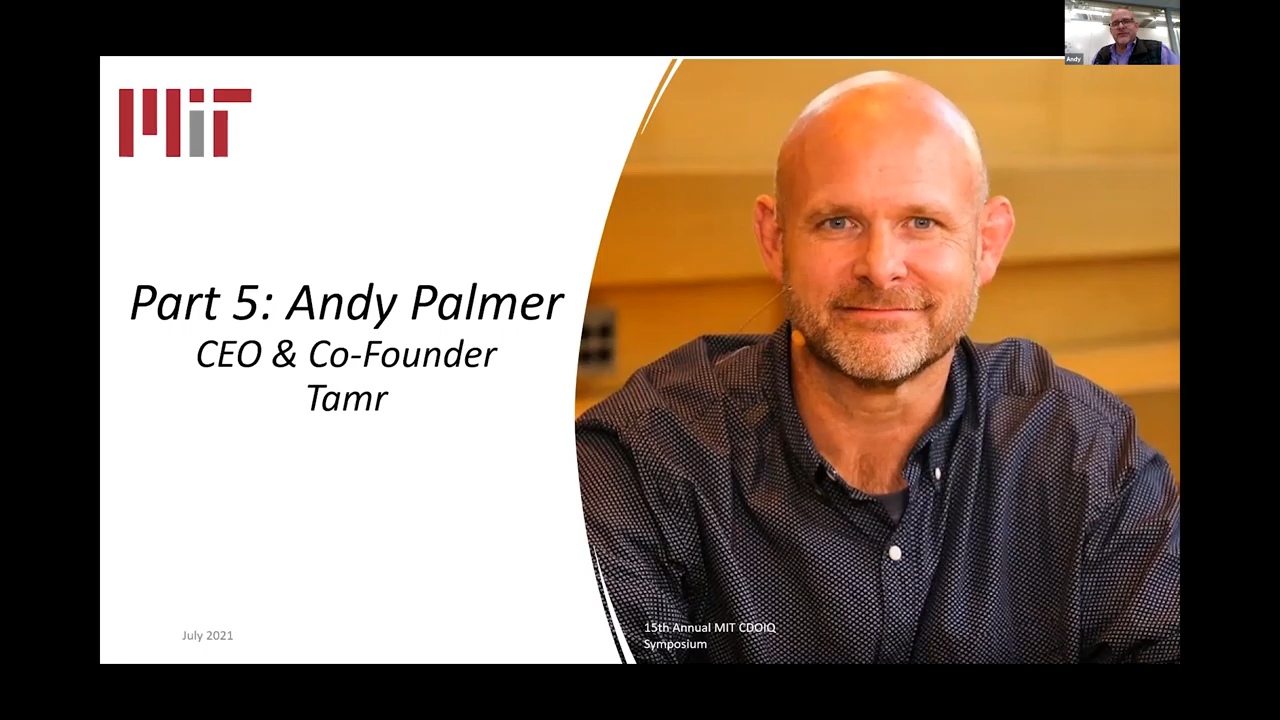 Andy
MIT
Part 5: Andy Palmer
CEO & Co-Founder
Tamr
July 2021
15th Annual MIT CDOIQ
Symposium